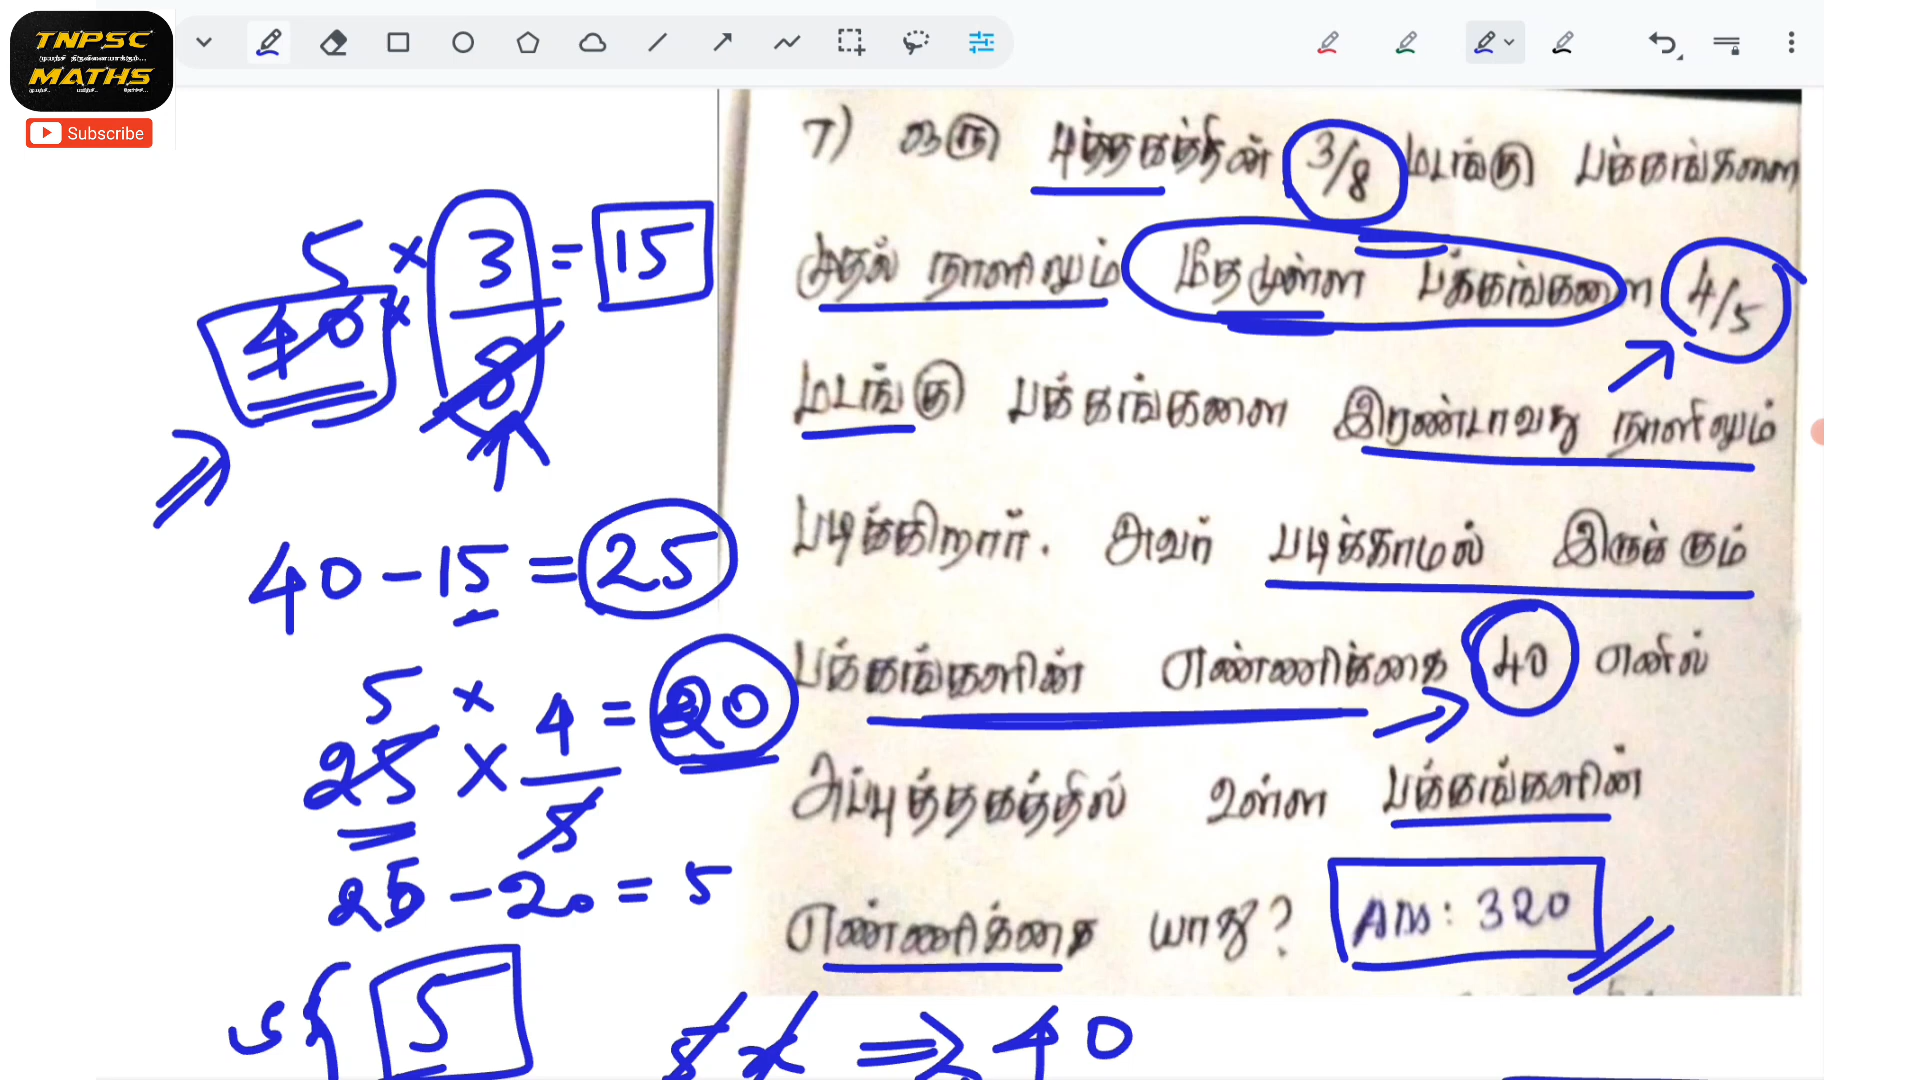 TNPSC
முயற்சி திருவினையாக்கும்...
MATHS
Subscribe
7) ஒரு புத்தகத்தின் 3/8 மடங்கு பக்கங்களை
முதல் நாளிலும் மீதமுள்ள பக்கங்களை 4/5
மடங்கு பக்கங்களை இரண்டாவது நாளிலும்
படிக்கிறார். அவர் படிக்காமல் இருக்கும்
பக்கங்களின் எண்ணிக்கை 40 எனில்
அப்புத்தகத்தில் உள்ள பக்கங்களின்
எண்ணிக்கை யாது? Ans: 320
5 × 3 = 15
40 × 8
40 - 15 = 25
5 × 4 = 20
25 × 5
25 - 20 = 5
5
⇒ 40